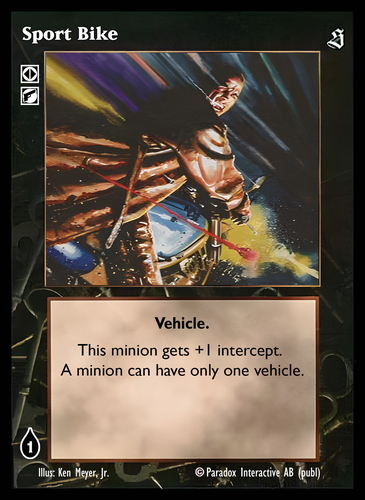 Sport Bike
Vehicle.
This minion gets +1 intercept.
A minion can have only one vehicle.
1
Illus: Ken Meyer, Jr. © Paradox Interactive AB (publ)